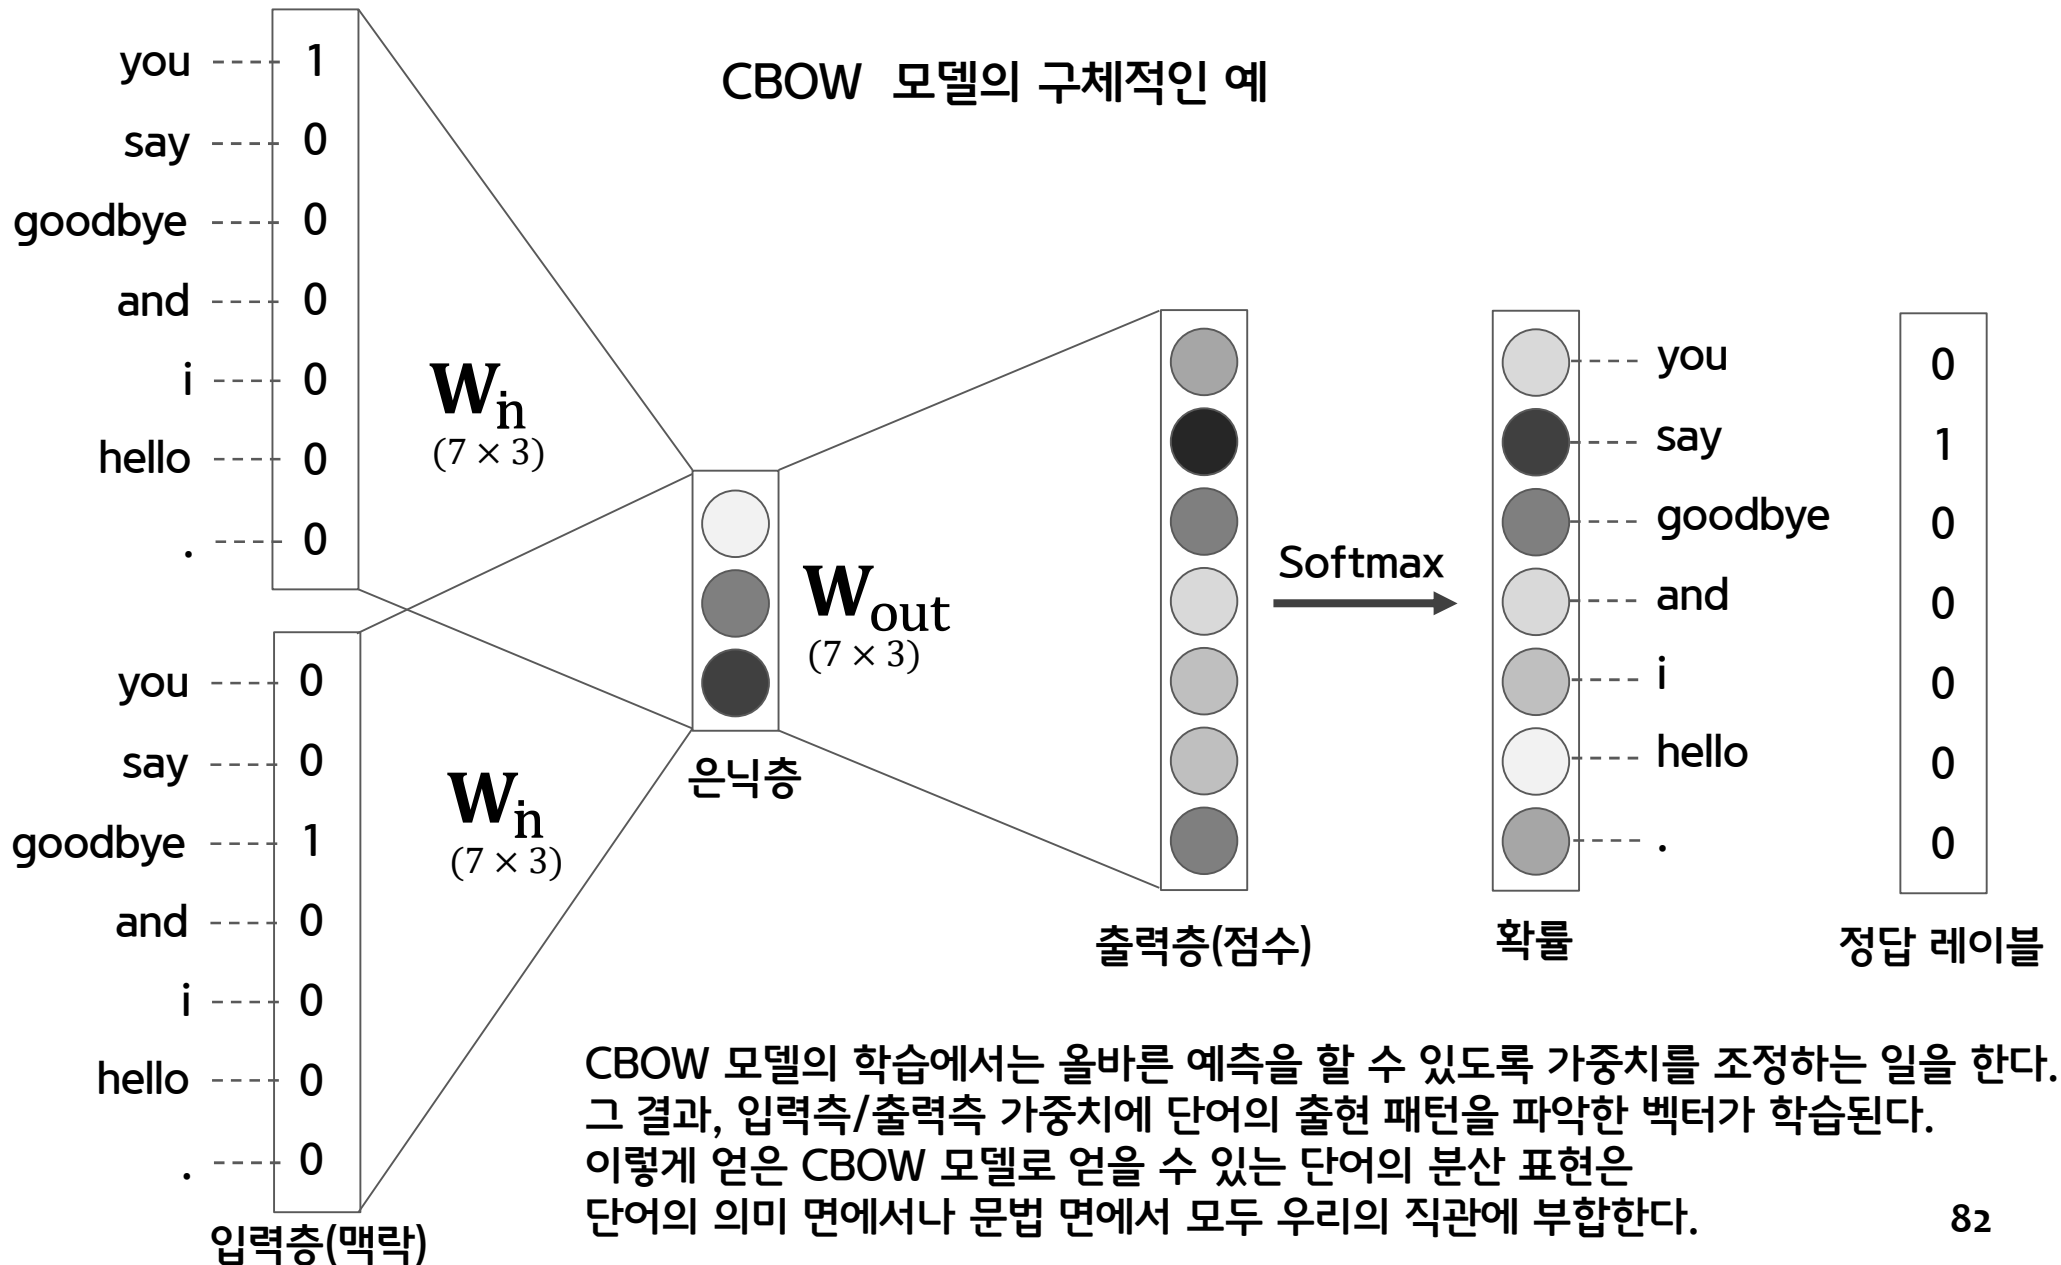 CBOW 모델의 구체적인 예
you 1
say 0
goodbye 0
and 0
i 0
hello 0
. 0
W_in
(7 × 3)
you 0
say 0
goodbye 1
and 0
i 0
hello 0
. 0
입력층(맥락)
W_in
(7 × 3)
은닉층
W_out
(7 × 3)
출력층(점수)
Softmax
you
say
goodbye
and
i
hello
.
확률
0
1
0
0
0
0
0
정답 레이블
CBOW 모델의 학습에서는 올바른 예측을 할 수 있도록 가중치를 조정하는 일을 한다.
그 결과, 입력측/출력측 가중치에 단어의 출현 패턴을 파악한 벡터가 학습된다.
이렇게 얻은 CBOW 모델로 얻을 수 있는 단어의 분산 표현은
단어의 의미 면에서나 문법 면에서 모두 우리의 직관에 부합한다.
82